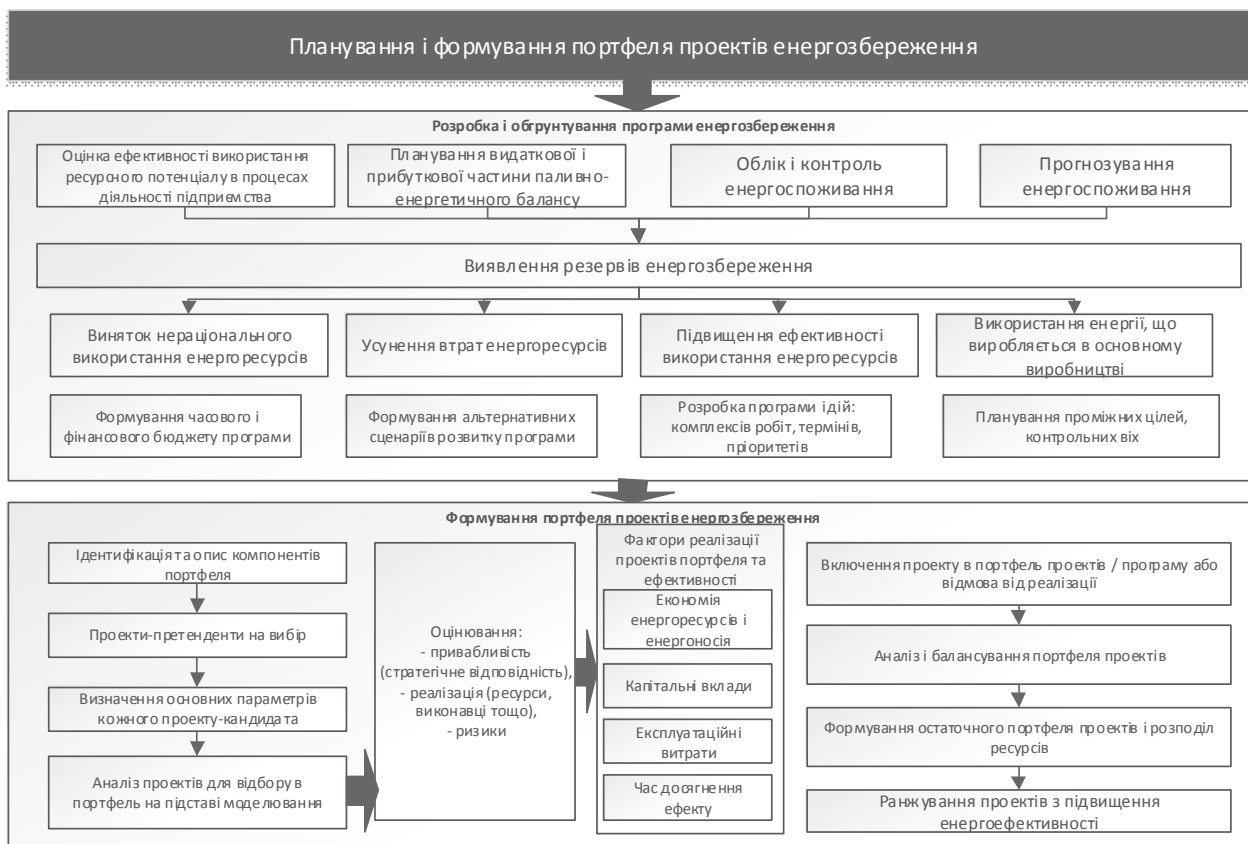 Планування і формування портфеля проектів енергозбереження
Розробка і обгрунтування програми енергозбереження
Оцінка ефективності використання
ресурсного потенціалу в процесах
діяльності підприємства
Планування видаткової і
прибуткової частини паливно-
енергетичного балансу
Облік і контроль
енергоспоживання
Прогнозування
енергоспоживання
Виявлення резервів енергозбереження
Виняток нераціонального
використання енергоресурсів
Усунення втрат енергоресурсів
Підвищення ефективності
використання енергоресурсів
Використання енергії, що
виробляється в основному
виробництві
Формування часового і
фінансового бюджету програми
Формування альтернативних
сценаріїв розвитку програми
Розробка програми і дій:
комплексів робіт, термінів,
пріоритетів
Планування проміжних цілей,
контрольних віх
Формування портфеля проектів енергозбереження
Ідентифікація та опис компонентів
портфеля
Проекти-претенденти на вибір
Визначення основних параметрів
кожного проекту-кандидата
Аналіз проектів для відбору в
портфель на підставі моделювання
Оцінювання:
- привабливість
(стратегічне відповідність),
- реалізація (ресурси,
виконавці тощо),
- ризики
Фактори реалізації
проектів портфеля та
ефективності
Економія
енергоресурсів і
енергоносія
Капітальні вклади
Експлуатаційні
витрати
Час досягнення
ефекту
Включення проекту в портфель проектів / програму або
відмова від реалізації
Аналіз і балансування портфеля проектів
Формування остаточного портфеля проектів і розподіл
ресурсів
Ранжування проектів з підвищення
енергоефективності